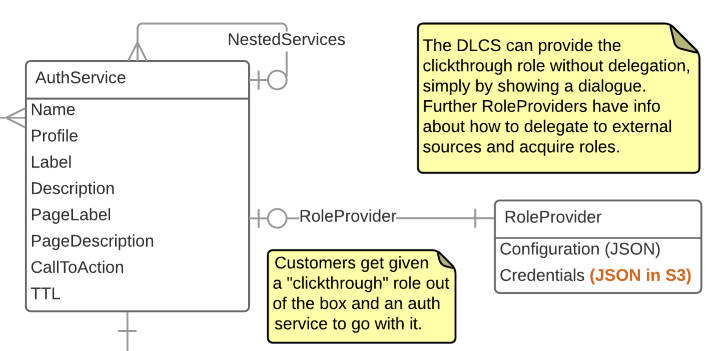 NestedServices
AuthService
Name
Profile
Label
Description
PageLabel
PageDescription
CallToAction
TTL
The DLCS can provide the
clickthrough role without delegation,
simply by showing a dialogue.
Further RoleProviders have info
about how to delegate to external
sources and acquire roles.
RoleProvider
RoleProvider
Configuration (JSON)
Credentials (JSON in S3)
Customers get given
a "clickthrough" role out
of the box and an auth
service to go with it.